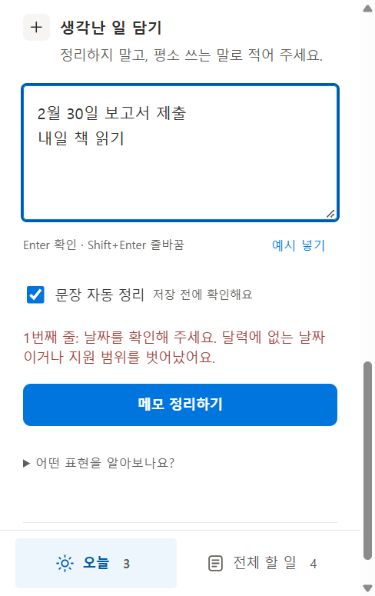 + 생각난 일 담기
정리하지 말고, 평소 쓰는 말로 적어 주세요.
2월 30일 보고서 제출
내일 책 읽기
Enter 확인 · Shift+Enter 줄바꿈 예시 넣기
문장 자동 정리 저장 전에 확인해요
1번째 줄: 날짜를 확인해 주세요. 달력에 없는 날짜
이거나 지원 범위를 벗어났어요.
메모 정리하기
▶ 어떤 표현을 알아보나요?
오늘 3 전체 할 일 4